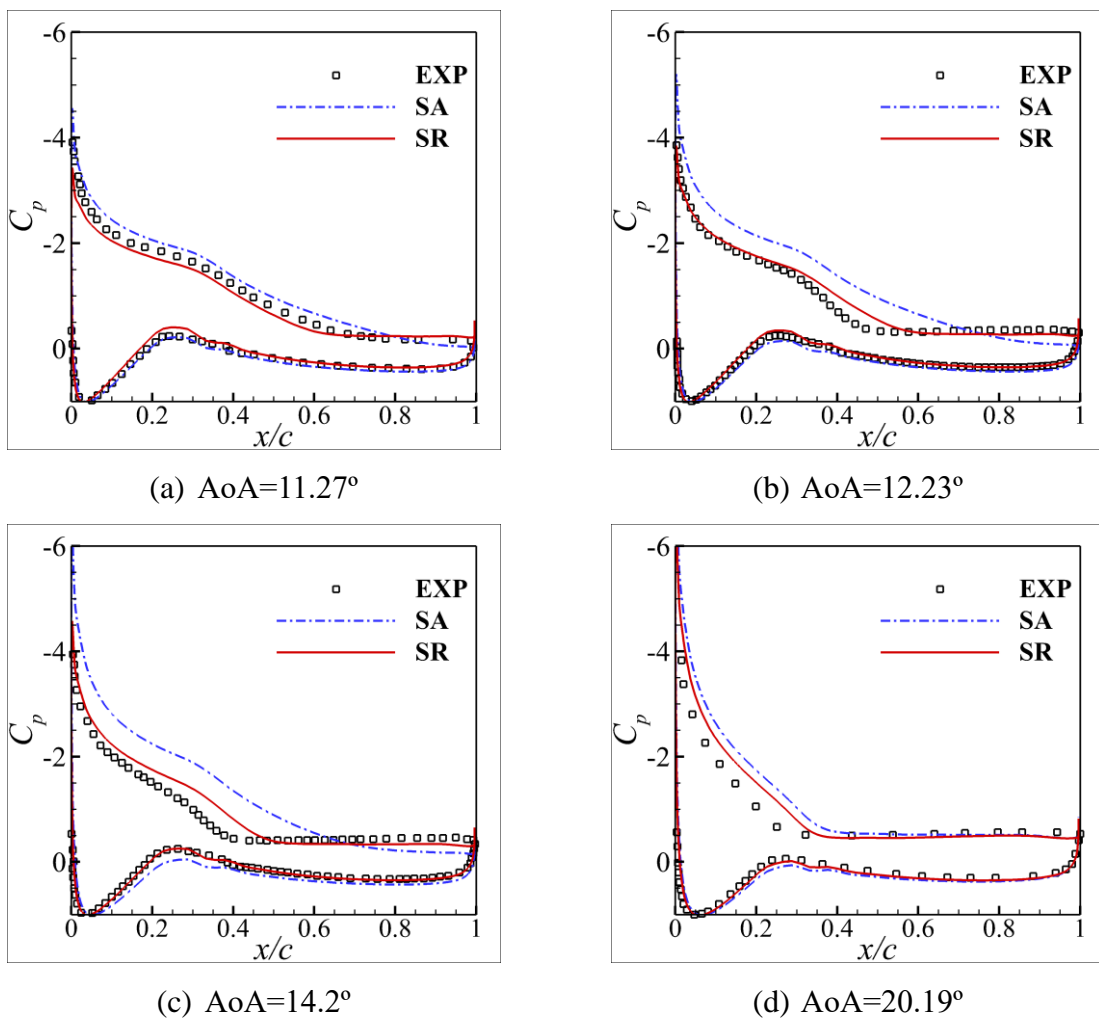 -6
EXP
SA
-4
SR
Cp
-2
0
0 0.2 0.4 0.6 0.8 1
x/c
(a) AoA=11.27º
-6
EXP
SA
-4
SR
Cp
-2
0
0 0.2 0.4 0.6 0.8 1
x/c
(b) AoA=12.23º
-6
EXP
SA
-4
SR
Cp
-2
0
0 0.2 0.4 0.6 0.8 1
x/c
(c) AoA=14.2º
-6
EXP
SA
-4
SR
Cp
-2
0
0 0.2 0.4 0.6 0.8 1
x/c
(d) AoA=20.19º